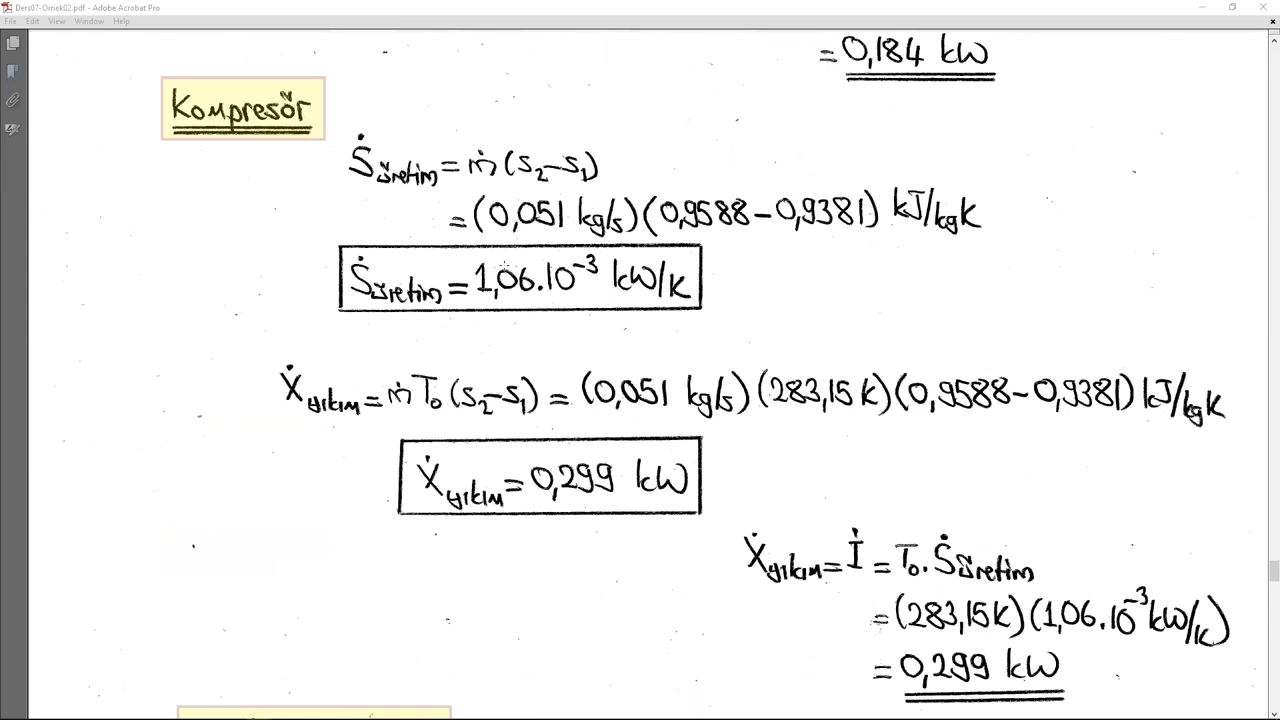 Ders07-Ornek02.pdf - Adobe Acrobat Pro
File Edit View Window Help
= 0,184 kW
Kompresör
Ṡüretim = ṁ(s₂-s₁)
= (0,051 kg/s)(0,9588-0,9381) kJ/kgK
Ṡüretim = 1,06.10⁻³ kW/K
Ẋyıkım = ṁT₀(s₂-s₁) = (0,051 kg/s)(283,15K)(0,9588-0,9381) kJ/kgK
Ẋyıkım = 0,299 kW
Ẋyıkım = İ = T₀.Ṡüretim
= (283,15K)(1,06.10⁻³ kW/K)
= 0,299 kW